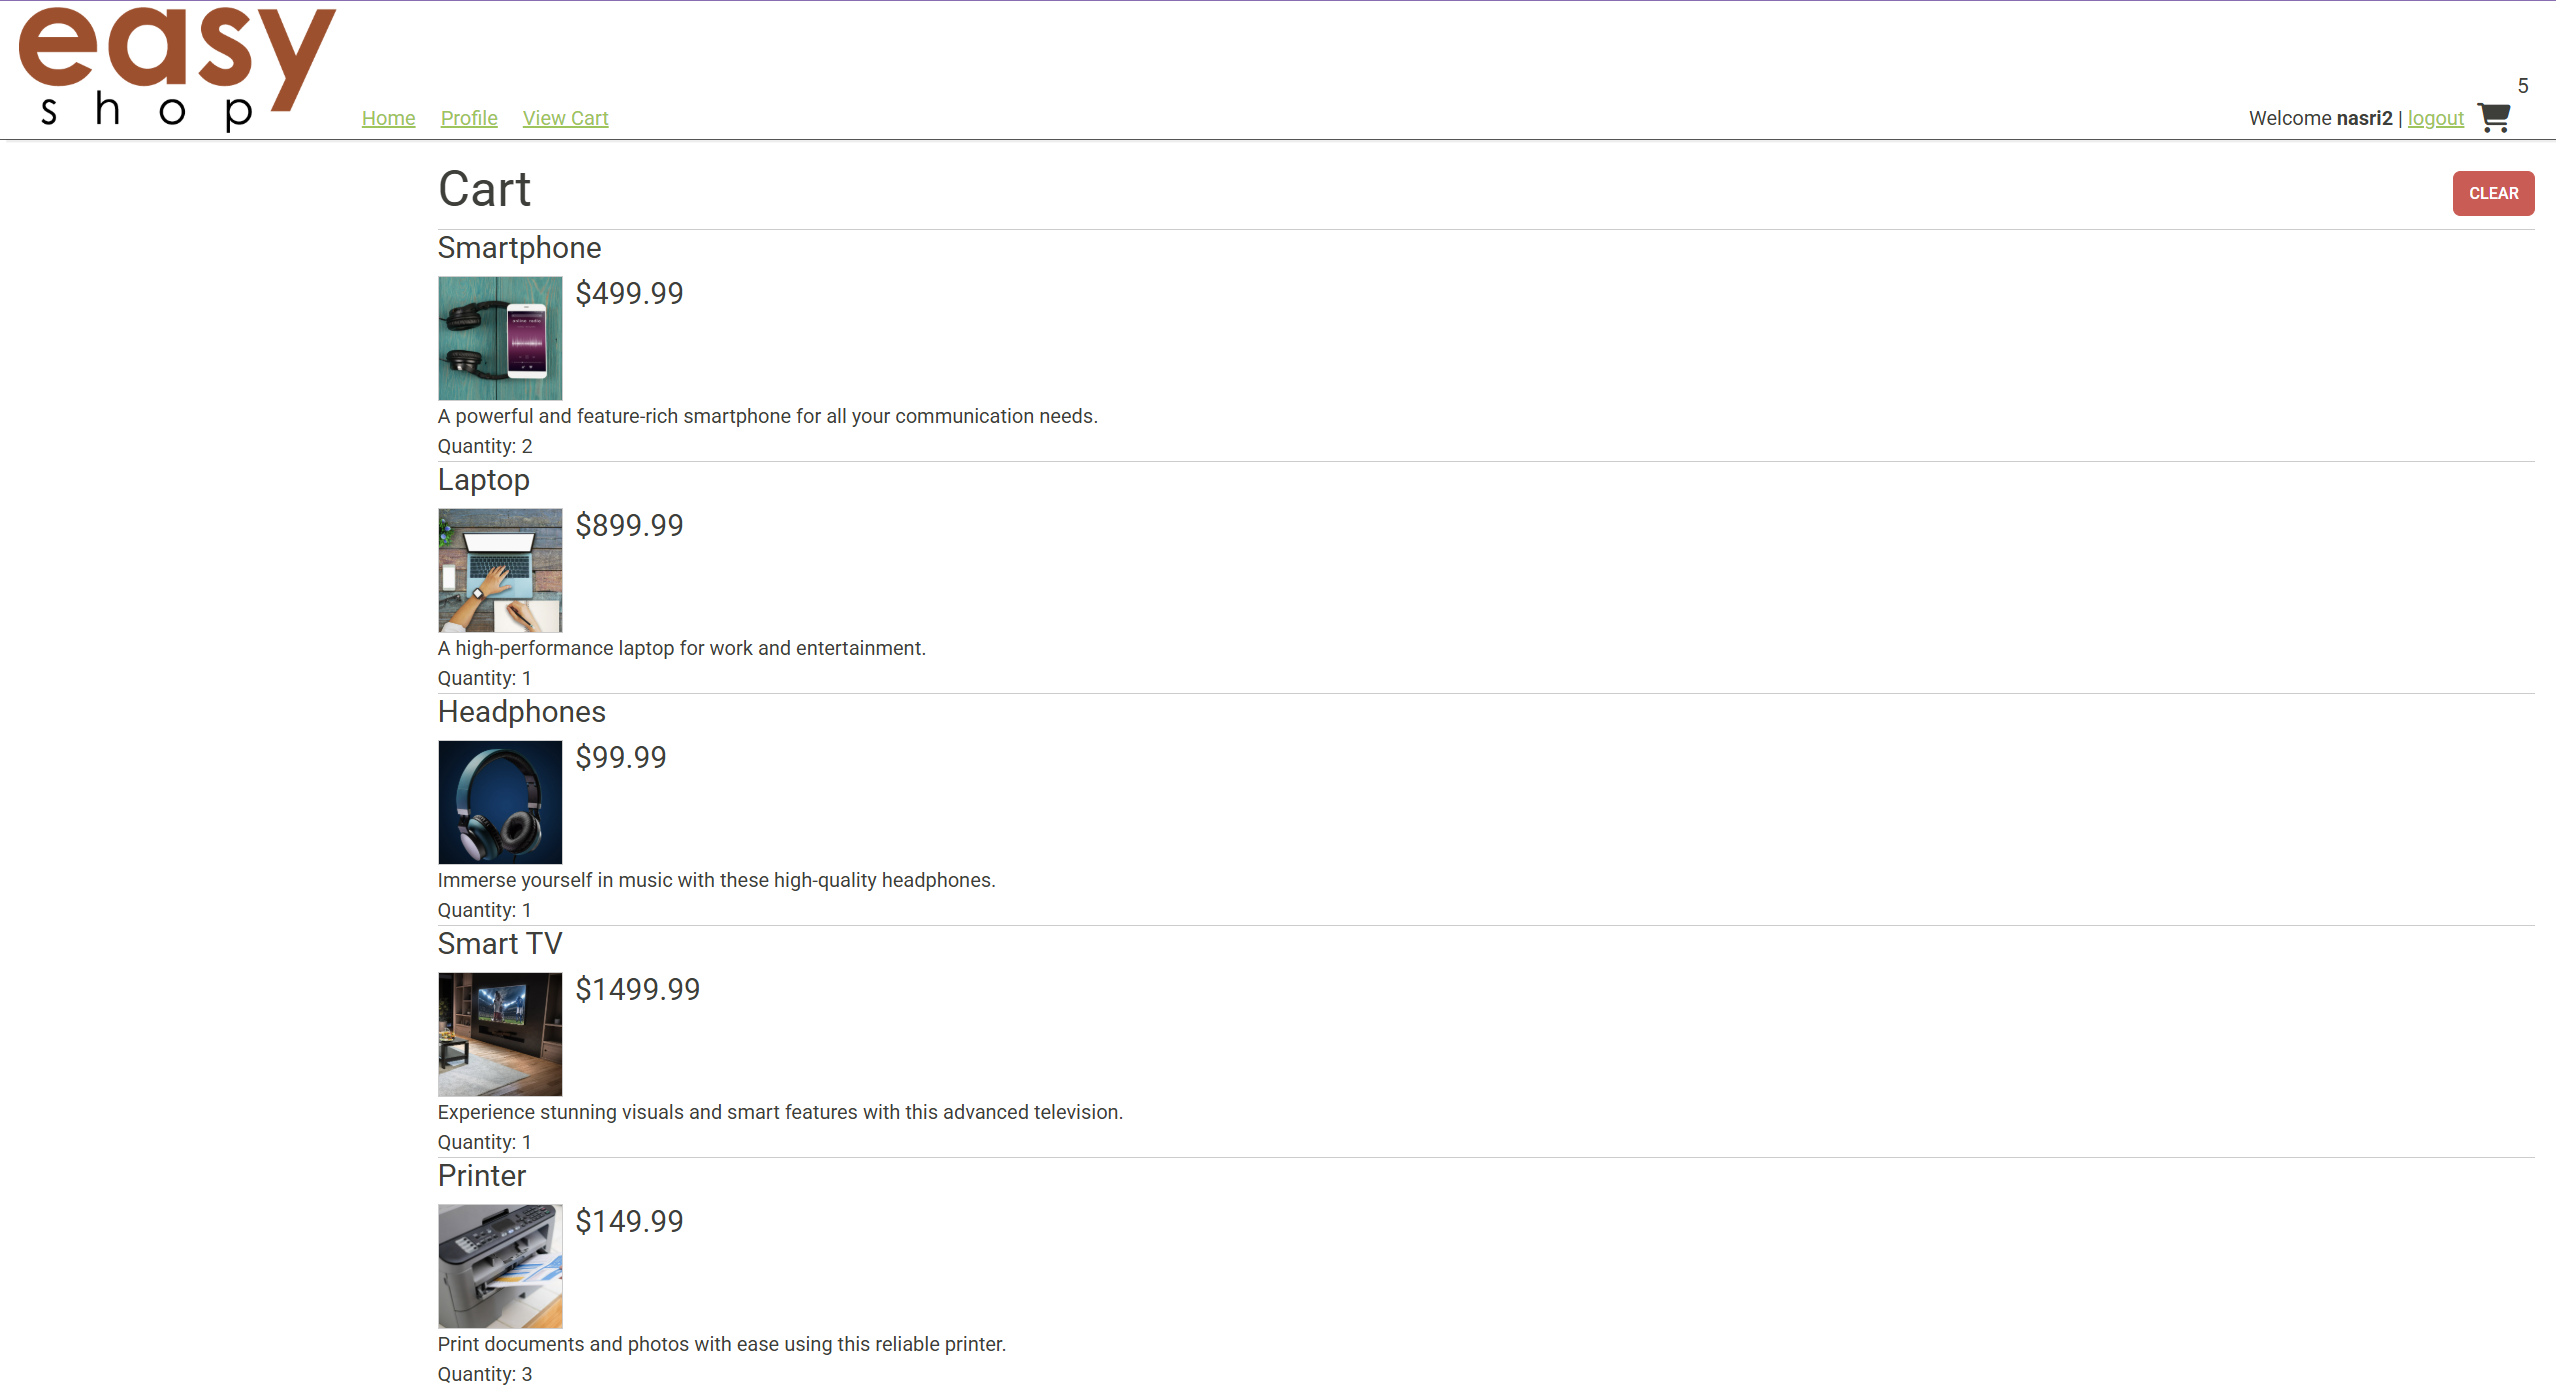 easy
shop
Home Profile View Cart
Welcome nasri2 | logout
5
Cart
CLEAR
Smartphone
$499.99
A powerful and feature-rich smartphone for all your communication needs.
Quantity: 2
Laptop
$899.99
A high-performance laptop for work and entertainment.
Quantity: 1
Headphones
$99.99
Immerse yourself in music with these high-quality headphones.
Quantity: 1
Smart TV
$1499.99
Experience stunning visuals and smart features with this advanced television.
Quantity: 1
Printer
$149.99
Print documents and photos with ease using this reliable printer.
Quantity: 3